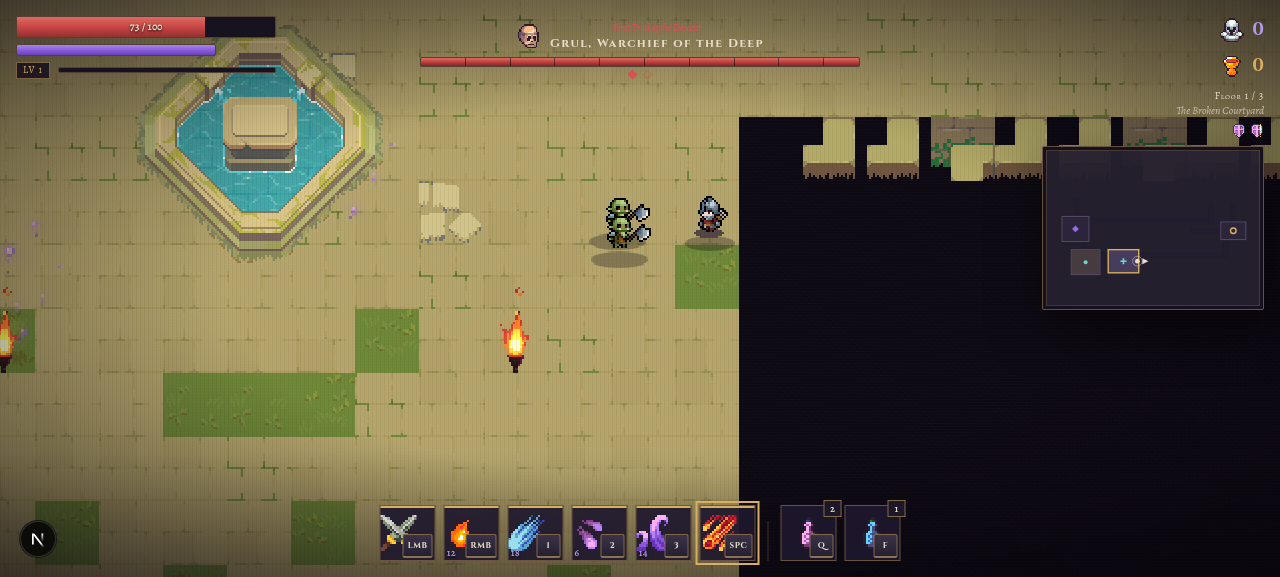 73 / 100
LV 1
Grul, Warchief of the Deep
0
0
Floor 1 / 3
The Broken Courtyard
LMB
12 RMB
18 1
6 2
14 3
SPC
2
Q
1
F
N